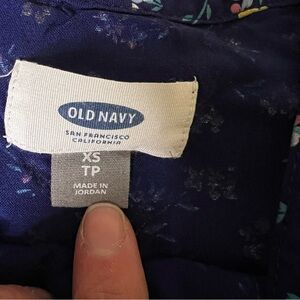 OLD NAVY
SAN FRANCISCO
CALIFORNIA
XS
TP
MADE IN
JORDAN